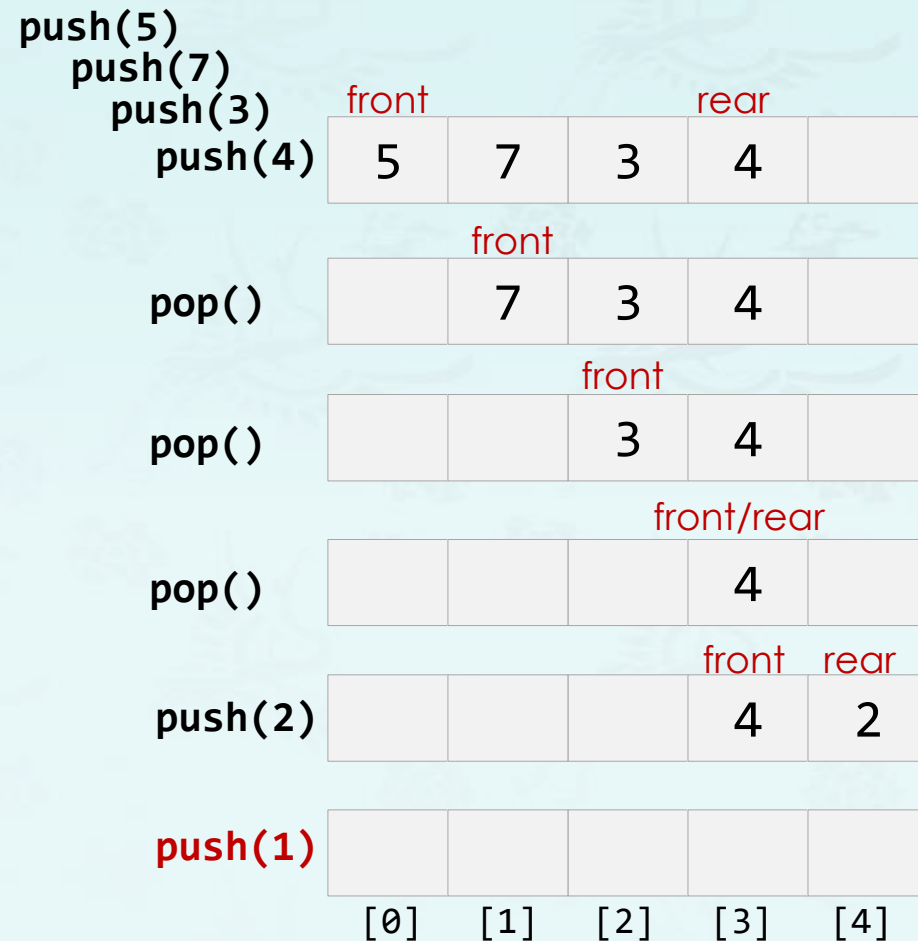 push(5)
push(7)
push(3) front rear
push(4) 5 7 3 4
front
pop() 7 3 4
front
pop() 3 4
front/rear
pop() 4
front rear
push(2) 4 2
push(1)
[0] [1] [2] [3] [4]